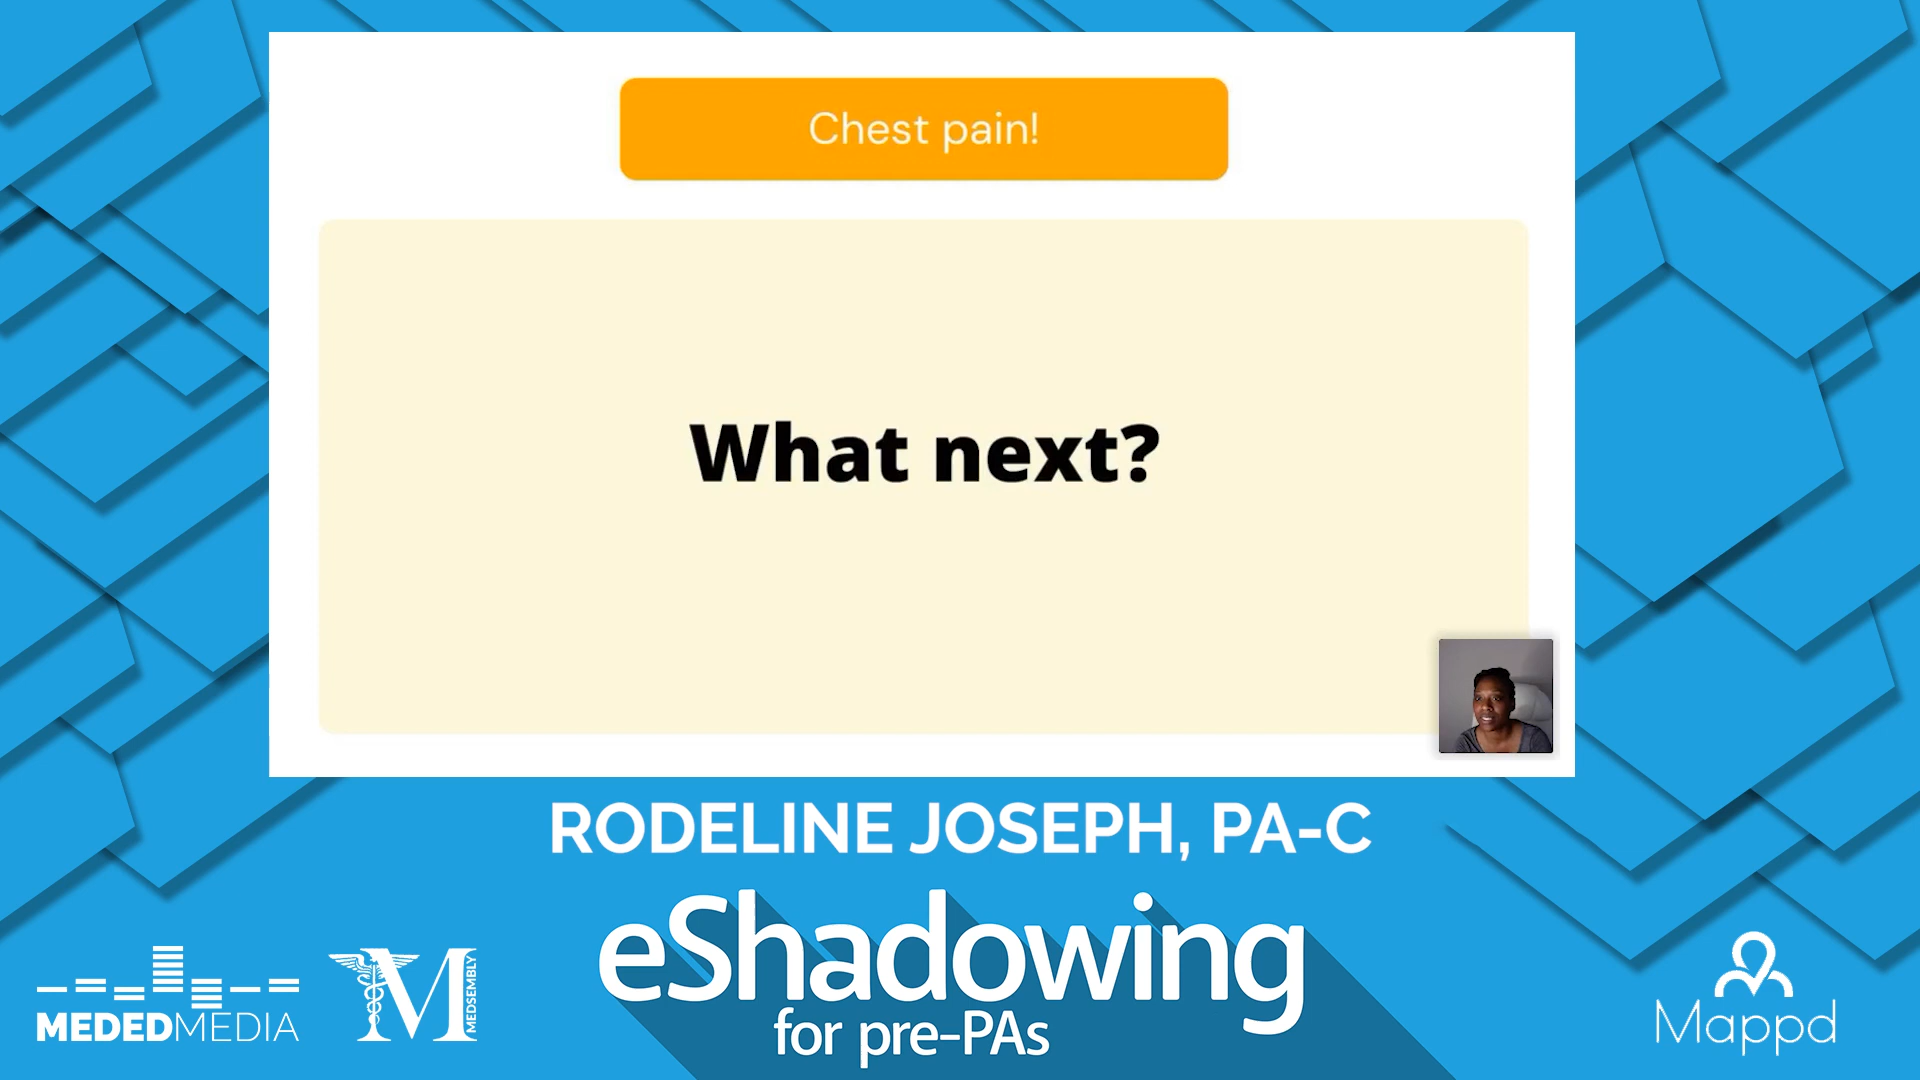 Chest pain!
What next?
RODELINE JOSEPH, PA-C
eShadowing
for pre-PAs
MEDEDMEDIA
M
MEDSEMBLY
Mappd